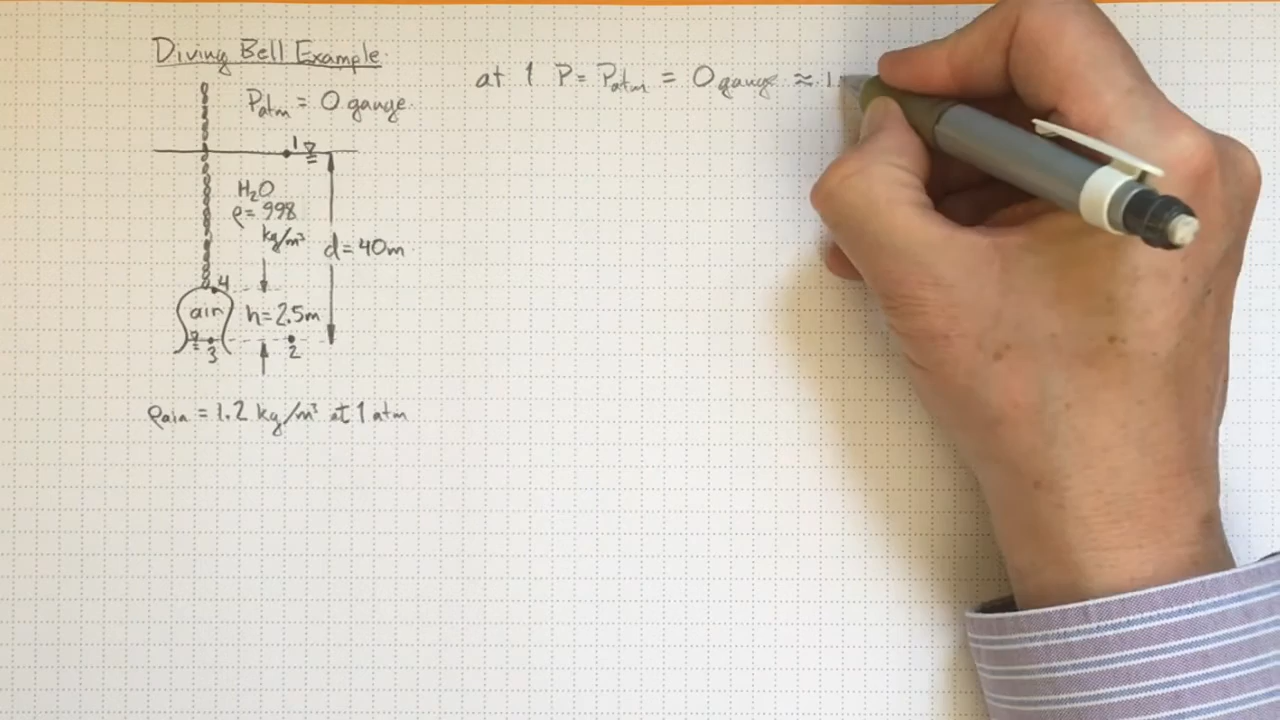 Diving Bell Example
at 1 P = Patm = 0 gauge ≈ 1.
Patm = 0 gauge
1
H2O
ρ = 998
kg/m³
d = 40m
4
air
h = 2.5m
3
2
ρair = 1.2 kg/m³ at 1 atm